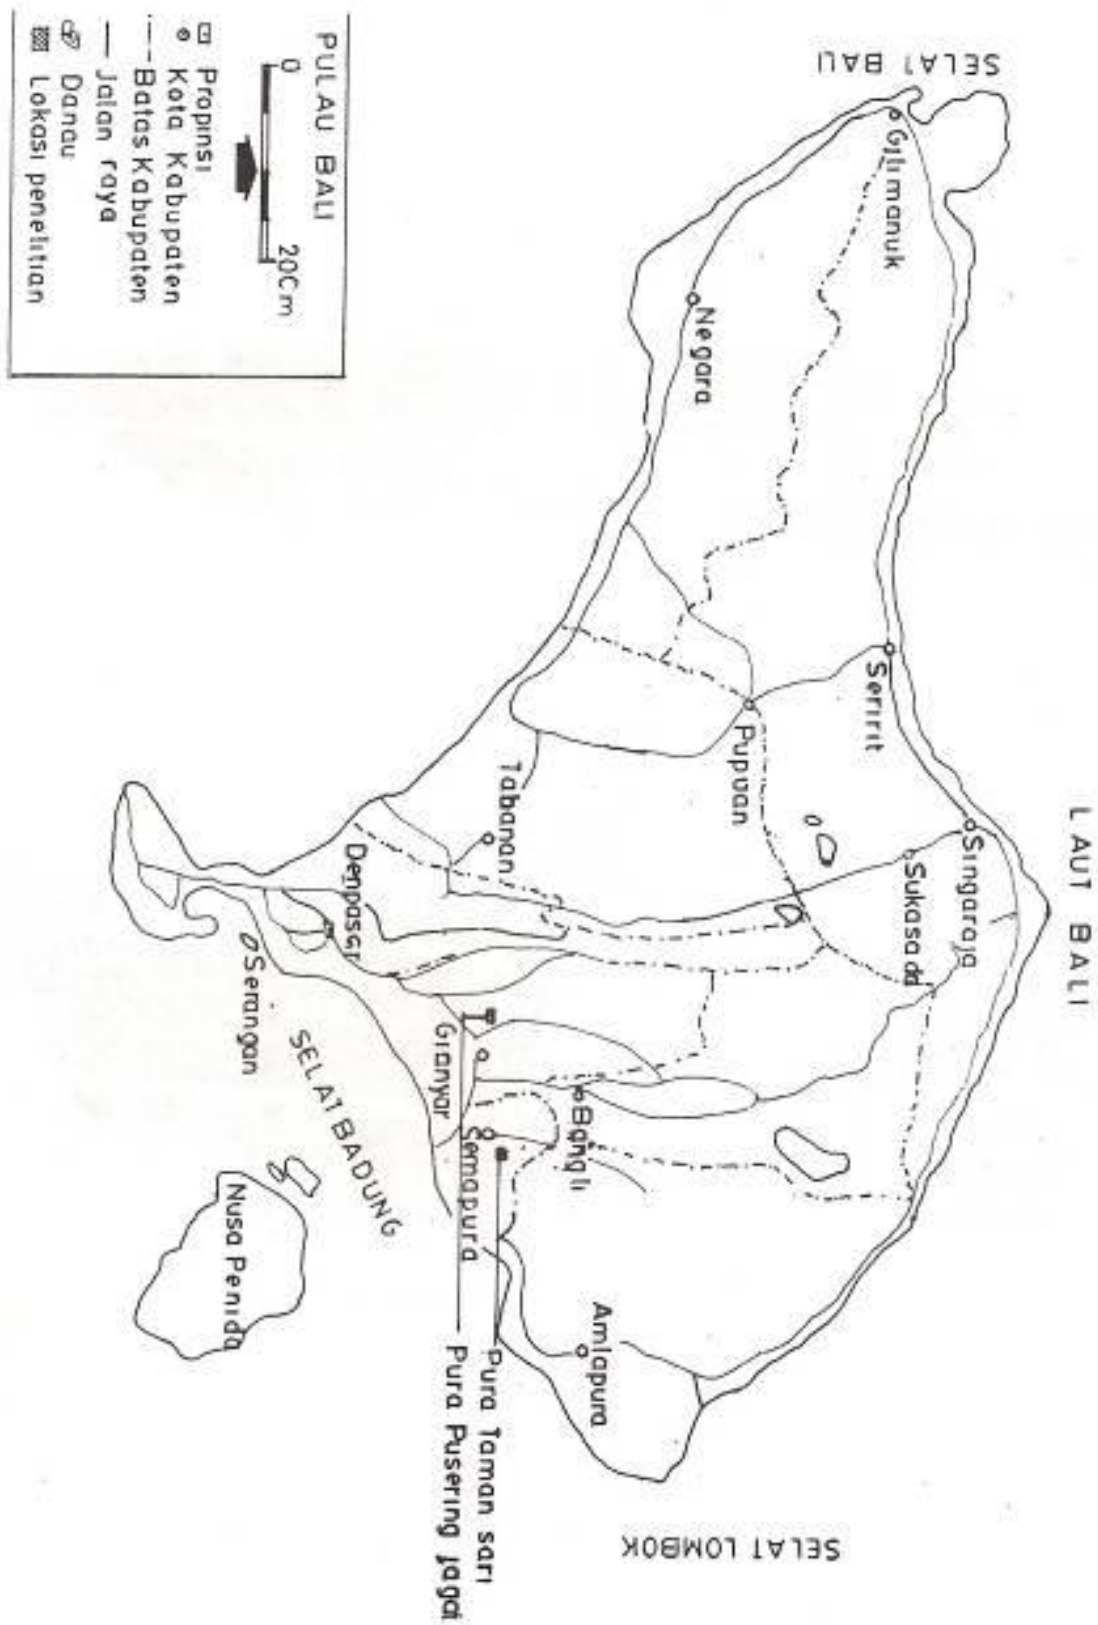 LAUT BALI
SELAT BALI
Gilimanuk
Singaraja
Seririt
Sukasada
Negara
Pupuan
Bangli
Amlapura
Tabanan
Gianyar
Semapura
Denpasar
Serangan
SELAT BADUNG
Nusa Penida
SELAT LOMBOK
Pura Taman sari
Pura Pusering jagat
PULAU BALI
0 20Cm
Propinsi
Kota Kabupaten
Batas Kabupaten
Jalan raya
Danau
Lokasi penelitian